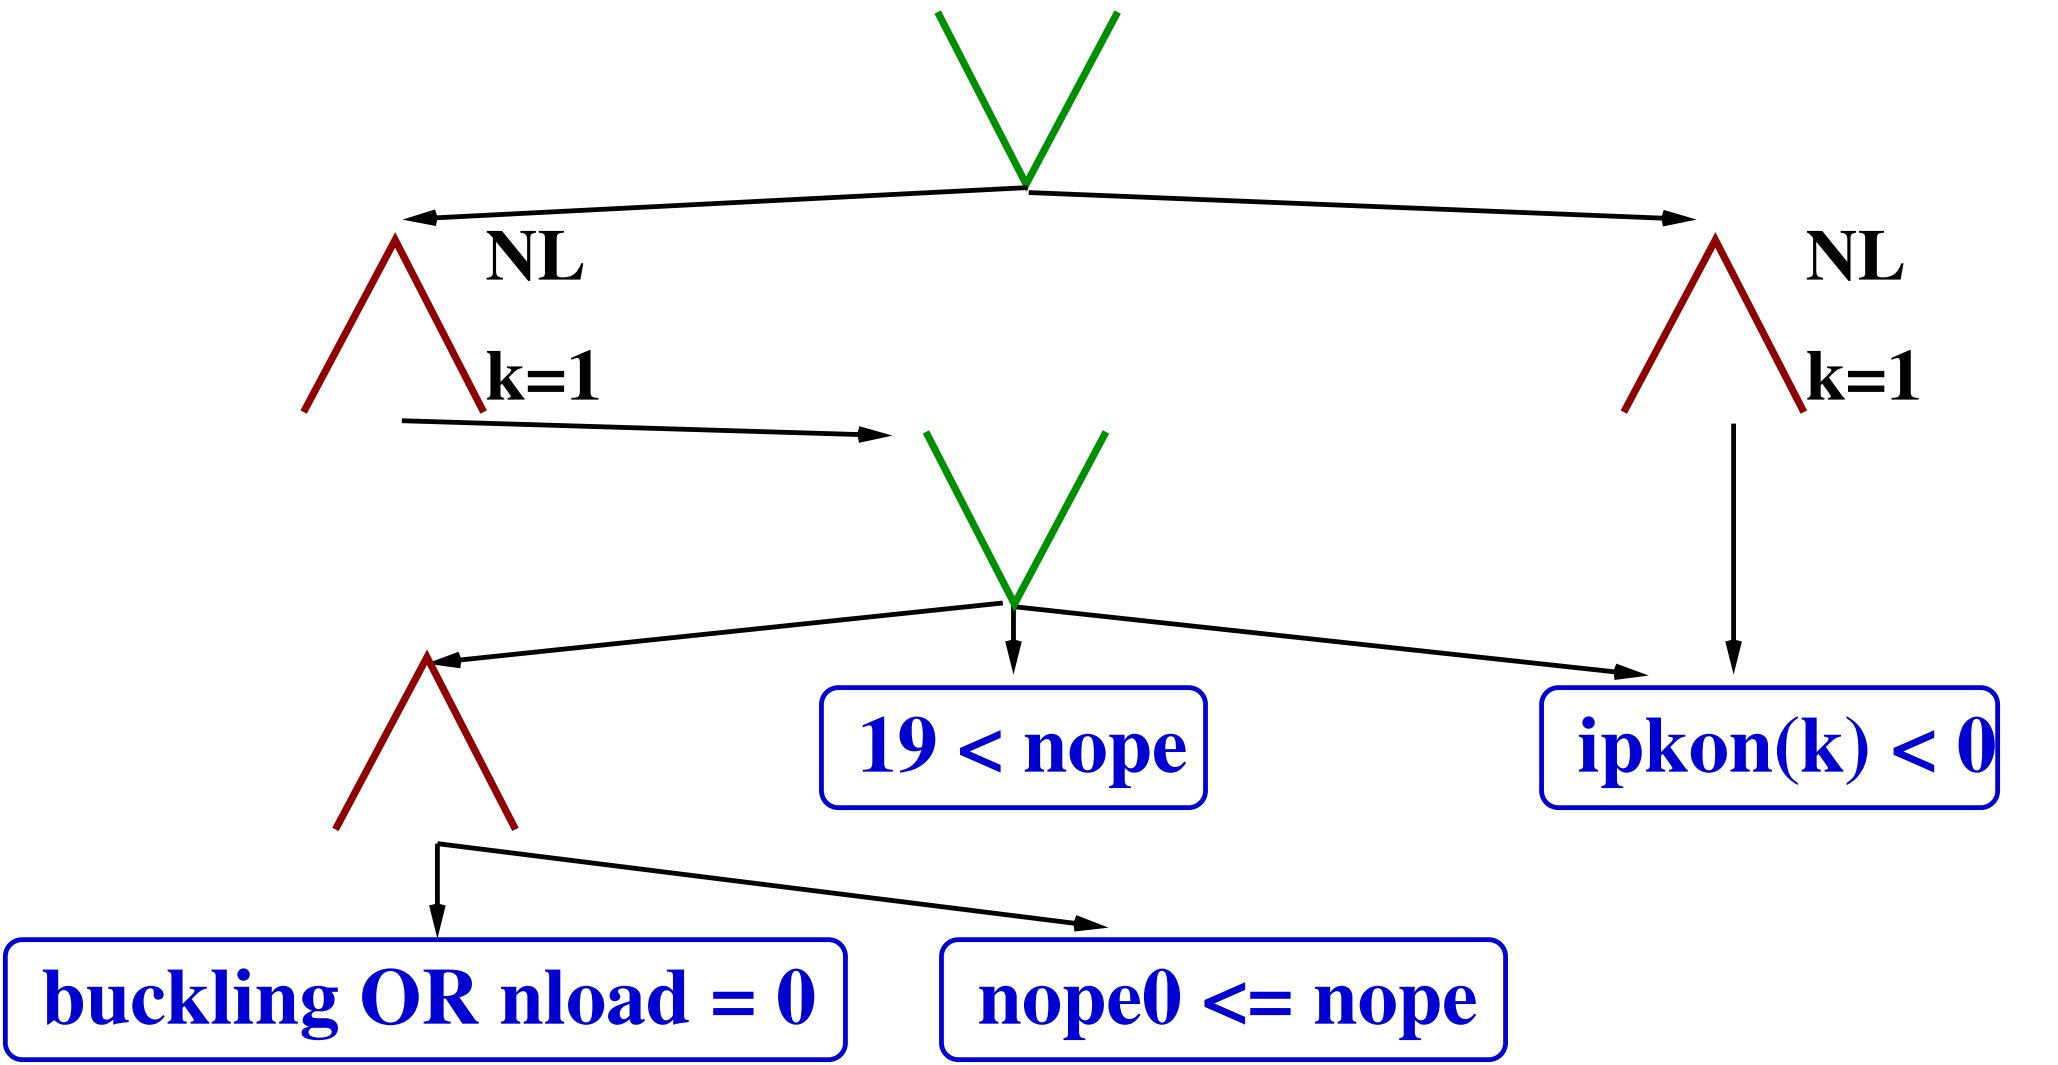 NL
NL
k=1
k=1
19 < nope
ipkon(k) < 0
buckling OR nload = 0
nope0 <= nope